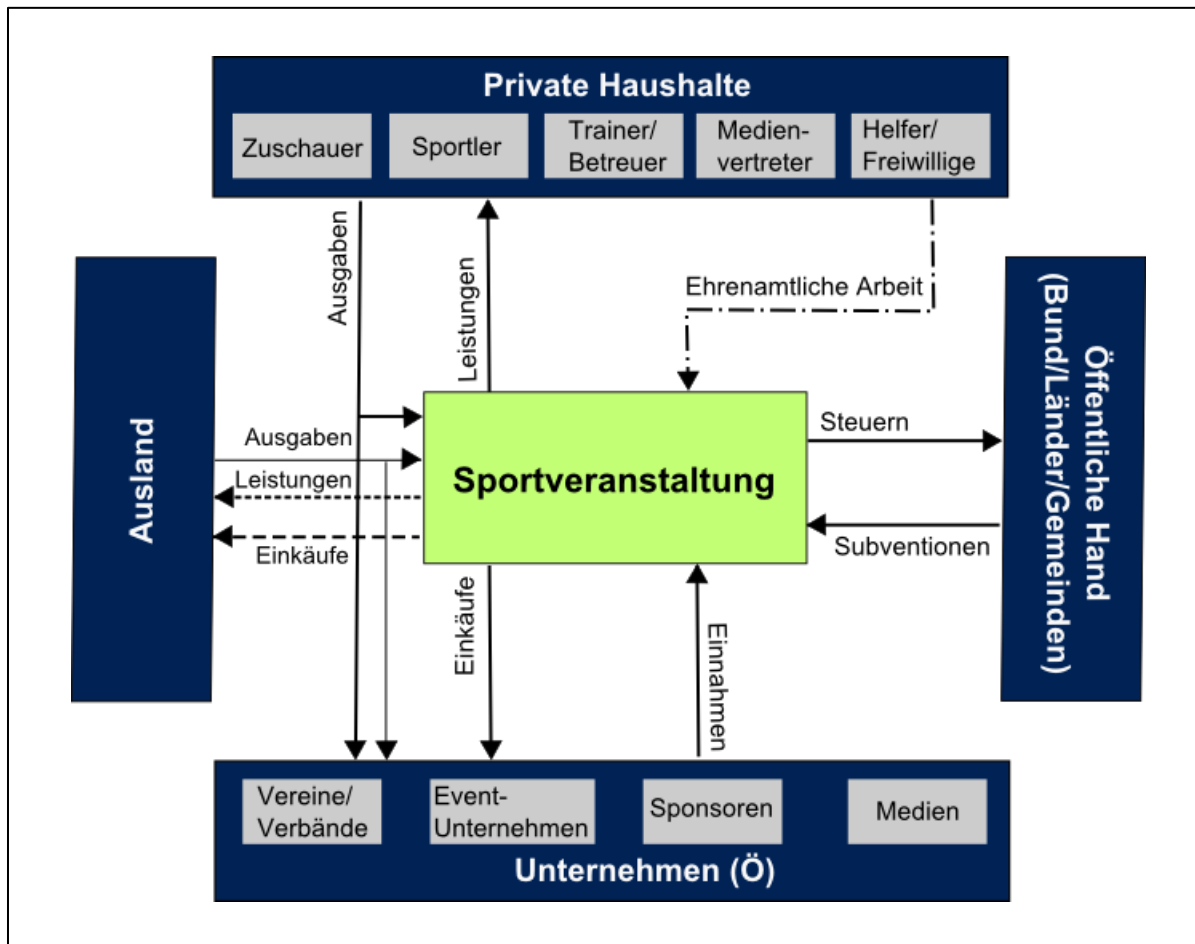 Private Haushalte
Zuschauer
Sportler
Trainer/
Betreuer
Medien-
vertreter
Helfer/
Freiwillige
Ausgaben
Leistungen
Ehrenamtliche Arbeit
Ausland
Ausgaben
Leistungen
Einkäufe
Sportveranstaltung
Steuern
Subventionen
Öffentliche Hand
(Bund/Länder/Gemeinden)
Einkäufe
Einnahmen
Vereine/
Verbände
Event-
Unternehmen
Sponsoren
Medien
Unternehmen (Ö)